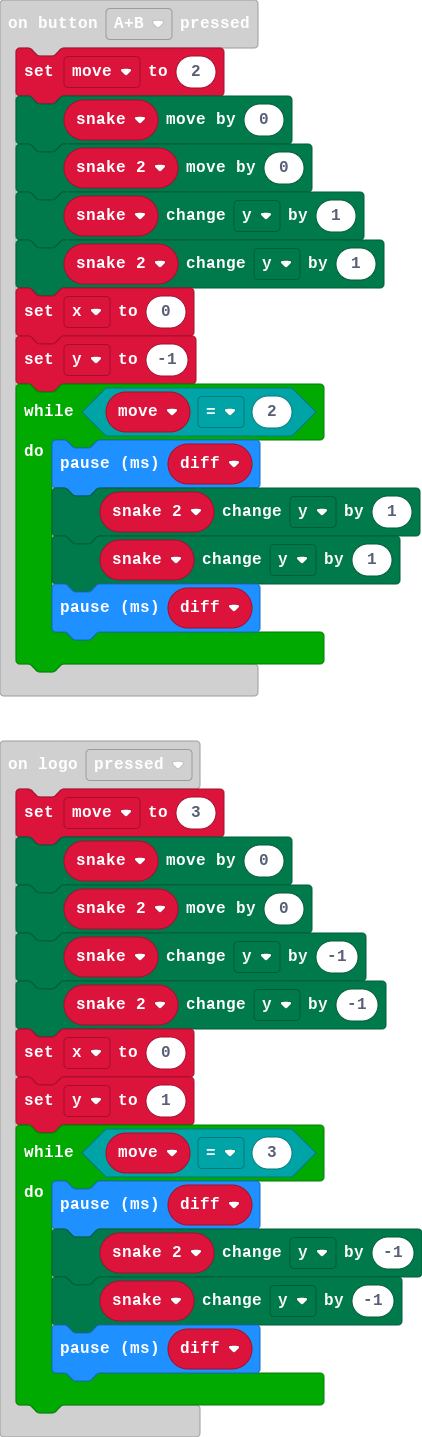 on button A+B pressed
set move to 2
snake move by 0
snake 2 move by 0
snake change y by 1
snake 2 change y by 1
set x to 0
set y to -1
while move = 2
do
pause (ms) diff
snake 2 change y by 1
snake change y by 1
pause (ms) diff
on logo pressed
set move to 3
snake move by 0
snake 2 move by 0
snake change y by -1
snake 2 change y by -1
set x to 0
set y to 1
while move = 3
do
pause (ms) diff
snake 2 change y by -1
snake change y by -1
pause (ms) diff